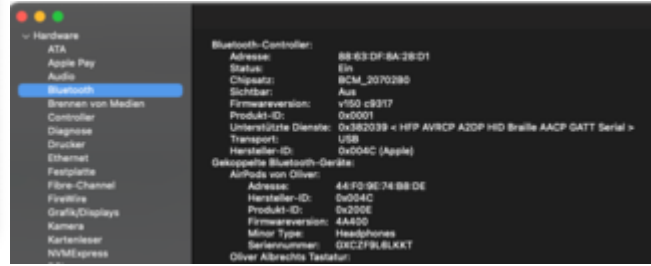 Hardware
ATA
Apple Pay
Audio
Bluetooth
Brennen von Medien
Controller
Diagnose
Drucker
Ethernet
Festplatte
Fibre-Channel
FireWire
Grafik/Displays
Kamera
Kartenleser
NVMExpress
Bluetooth-Controller:
Adresse: 88:63:DF:8A:28:D1
Status: Ein
Chipsatz: BCM_2070280
Sichtbar: Aus
Firmwareversion: v150 c9317
Produkt-ID: 0x0001
Unterstützte Dienste: 0x382039 < HFP AVRCP A2DP HID Braille AACP GATT Serial >
Transport: USB
Hersteller-ID: 0x004C (Apple)
Gekoppelte Bluetooth-Geräte:
AirPods von Oliver:
Adresse: 44:F0:9E:74:B8:DE
Hersteller-ID: 0x004C
Produkt-ID: 0x200E
Firmwareversion: 4A400
Minor Type: Headphones
Seriennummer: GXCZF9L6LKKT
Oliver Albrechts Tastatur: